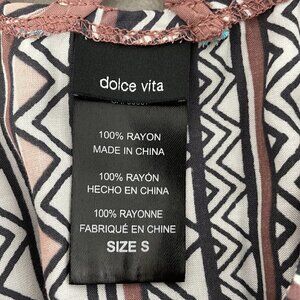 dolce vita
100% RAYON
MADE IN CHINA
100% RAYÓN
HECHO EN CHINA
100% RAYONNE
FABRIQUÉ EN CHINE
SIZE S